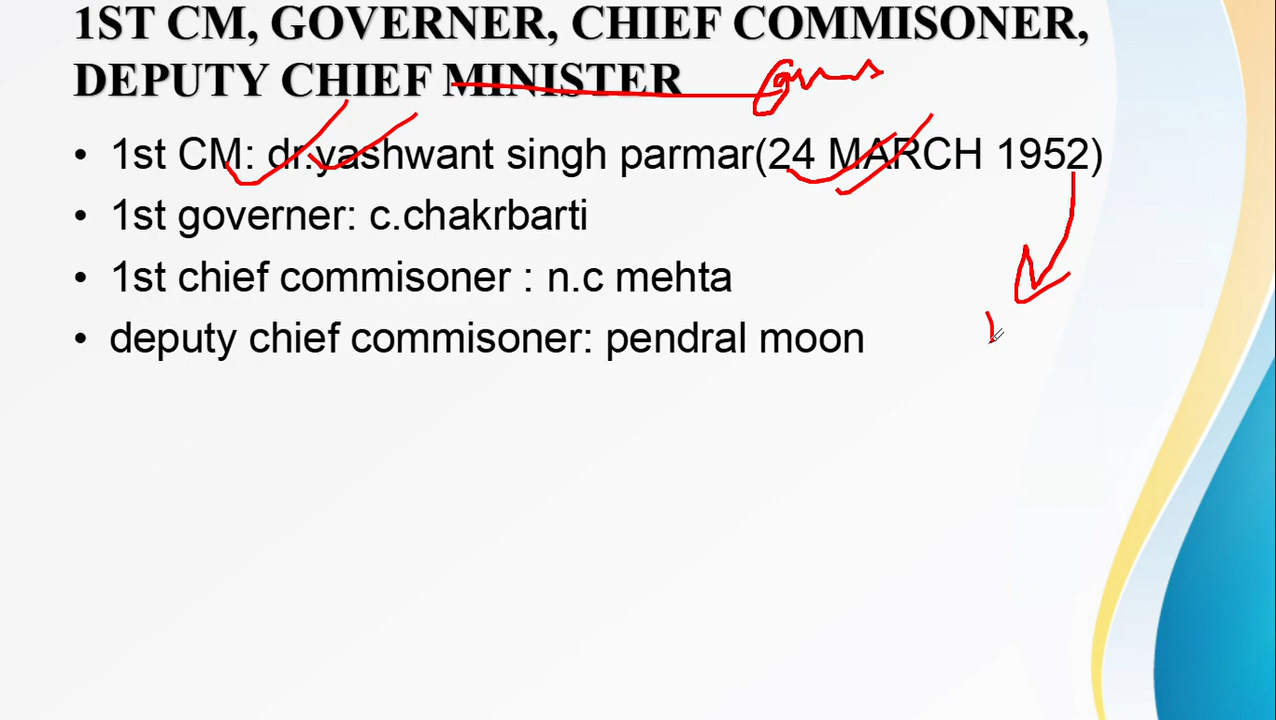 1ST CM, GOVERNER, CHIEF COMMISONER,
DEPUTY CHIEF MINISTER
• 1st CM: dr.yashwant singh parmar(24 MARCH 1952)
• 1st governer: c.chakrbarti
• 1st chief commisoner : n.c mehta
• deputy chief commisoner: pendral moon